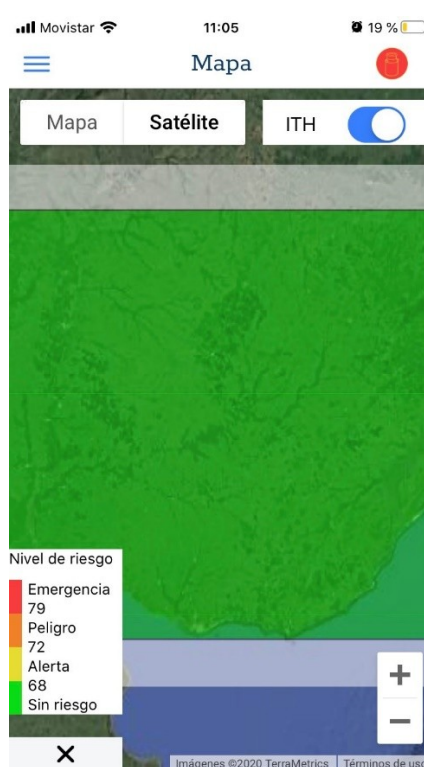 Movistar 11:05 19 %
Mapa
Mapa Satélite ITH
Nivel de riesgo
Emergencia
79
Peligro
72
Alerta
68
Sin riesgo
+
−
Imágenes ©2020 TerraMetrics Términos de uso